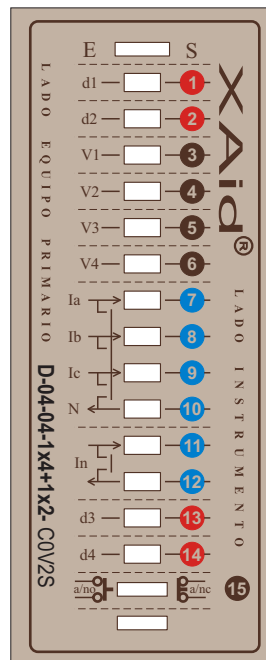 E S
d1 1
d2 2
V1 3
V2 4
V3 5
V4 6
Ia 7
Ib 8
Ic 9
N 10
In 11
12
d3 13
d4 14
a/no a/nc 15
LADO EQUIPO PRIMARIO
D-04-04-1x4+1x2- C0V2S
XAid®
LADO INSTRUMENTO